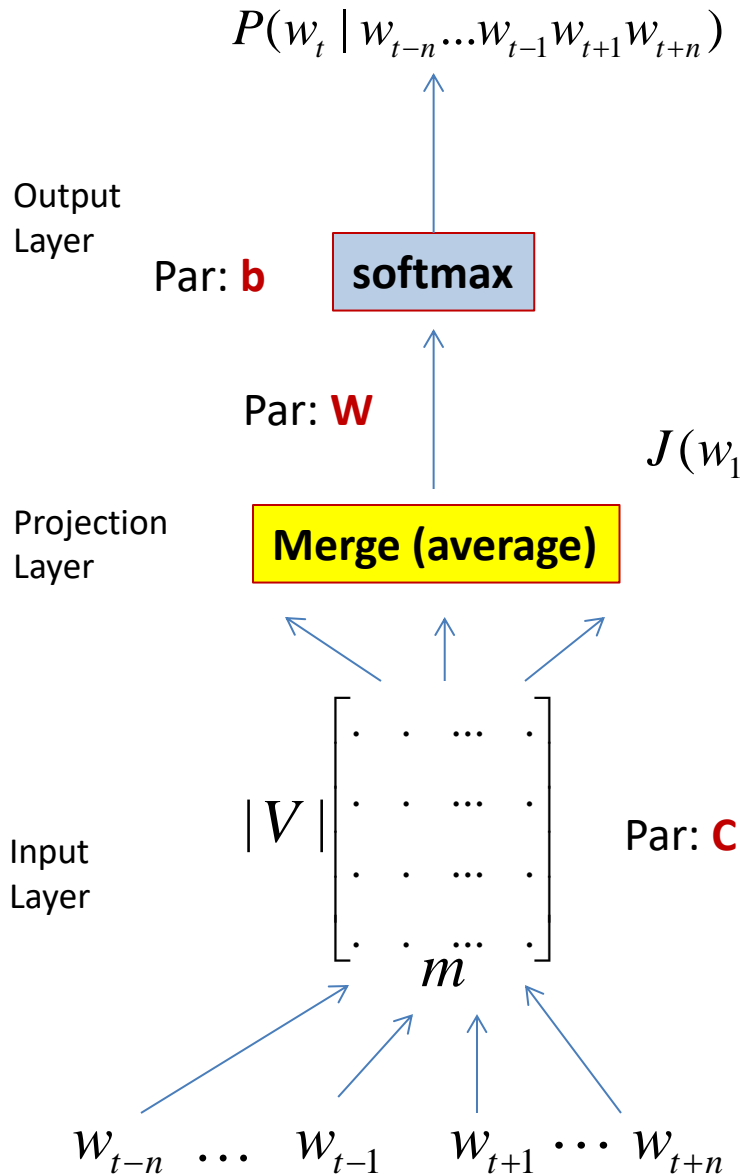 P(w_t | w_{t-n}...w_{t-1}w_{t+1}w_{t+n})
Output
Layer
Par: b
softmax
Par: W
J(w_1
Projection
Layer
Merge (average)
. . ... .
. . ... .
|V|
Par: C
Input
Layer
. . ... .
. . ... .
m
w_{t-n} ... w_{t-1} w_{t+1} ... w_{t+n}